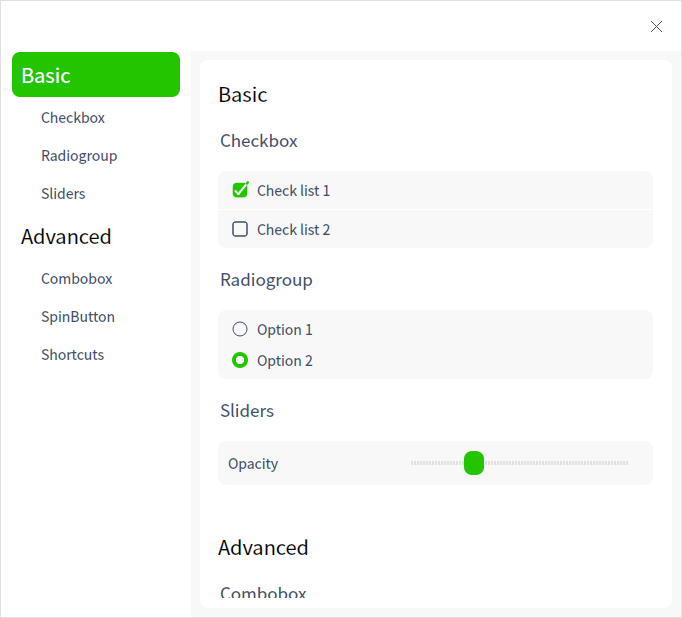 Basic
Checkbox
Radiogroup
Sliders
Advanced
Combobox
SpinButton
Shortcuts
Basic
Checkbox
Check list 1
Check list 2
Radiogroup
Option 1
Option 2
Sliders
Opacity
Advanced
Combobox